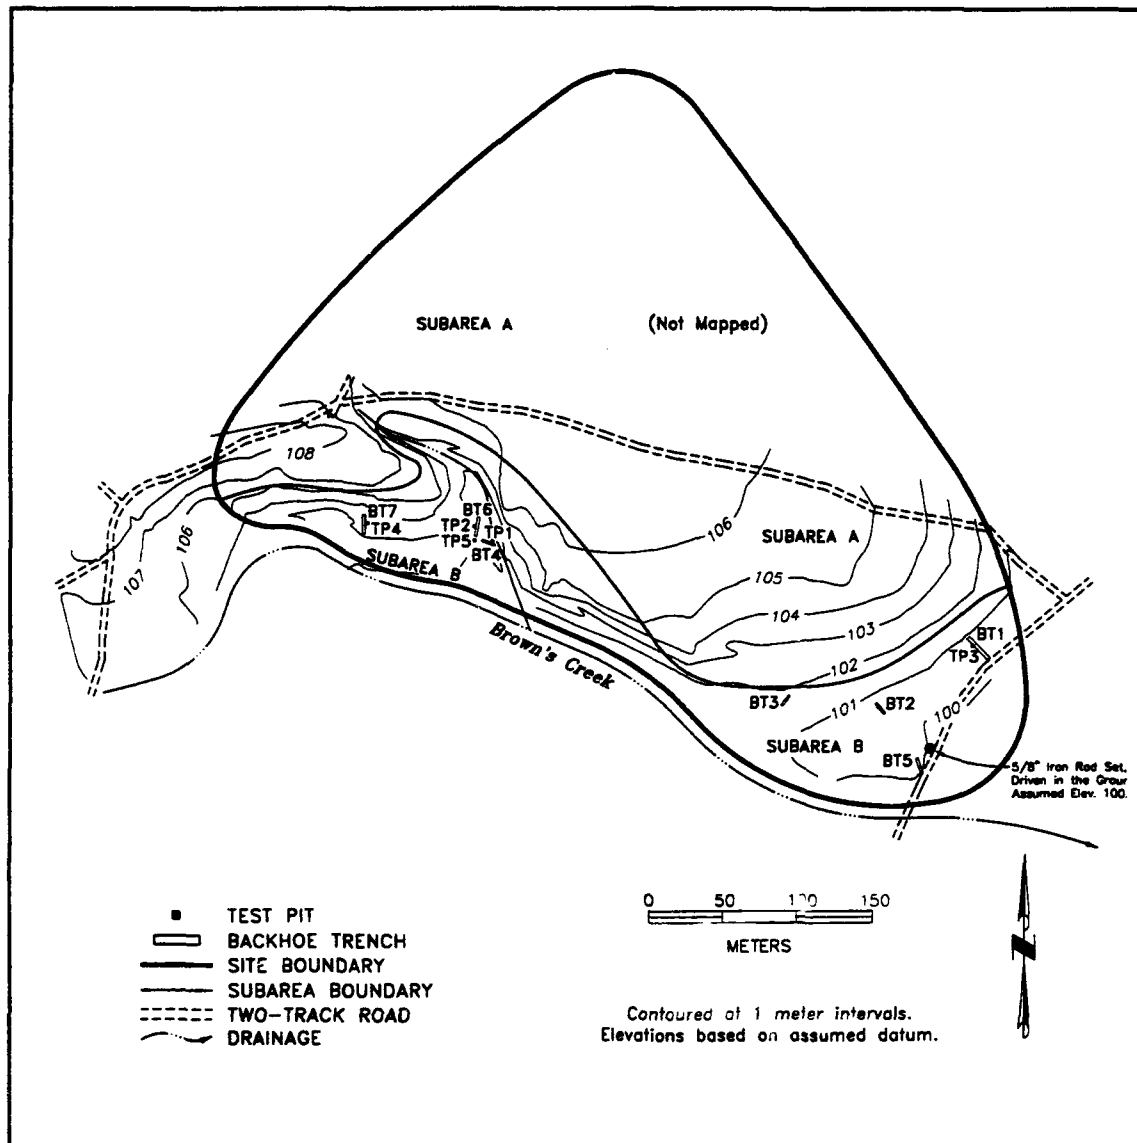 SUBAREA A
(Not Mapped)
108
106
107
BT7
TP4
BT6
TP2
TP1
TP5
BT4
SUBAREA B
Brown's Creek
106
SUBAREA A
105
104
103
102
101
100
BT1
TP3
BT3
BT2
SUBAREA B
BT5
5/8" Iron Rod Set,
Driven in the Grour
Assumed Elev. 100.
0 50 150
METERS
TEST PIT
BACKHOE TRENCH
SITE BOUNDARY
SUBAREA BOUNDARY
TWO-TRACK ROAD
DRAINAGE
Contoured at 1 meter intervals.
Elevations based on assumed datum.